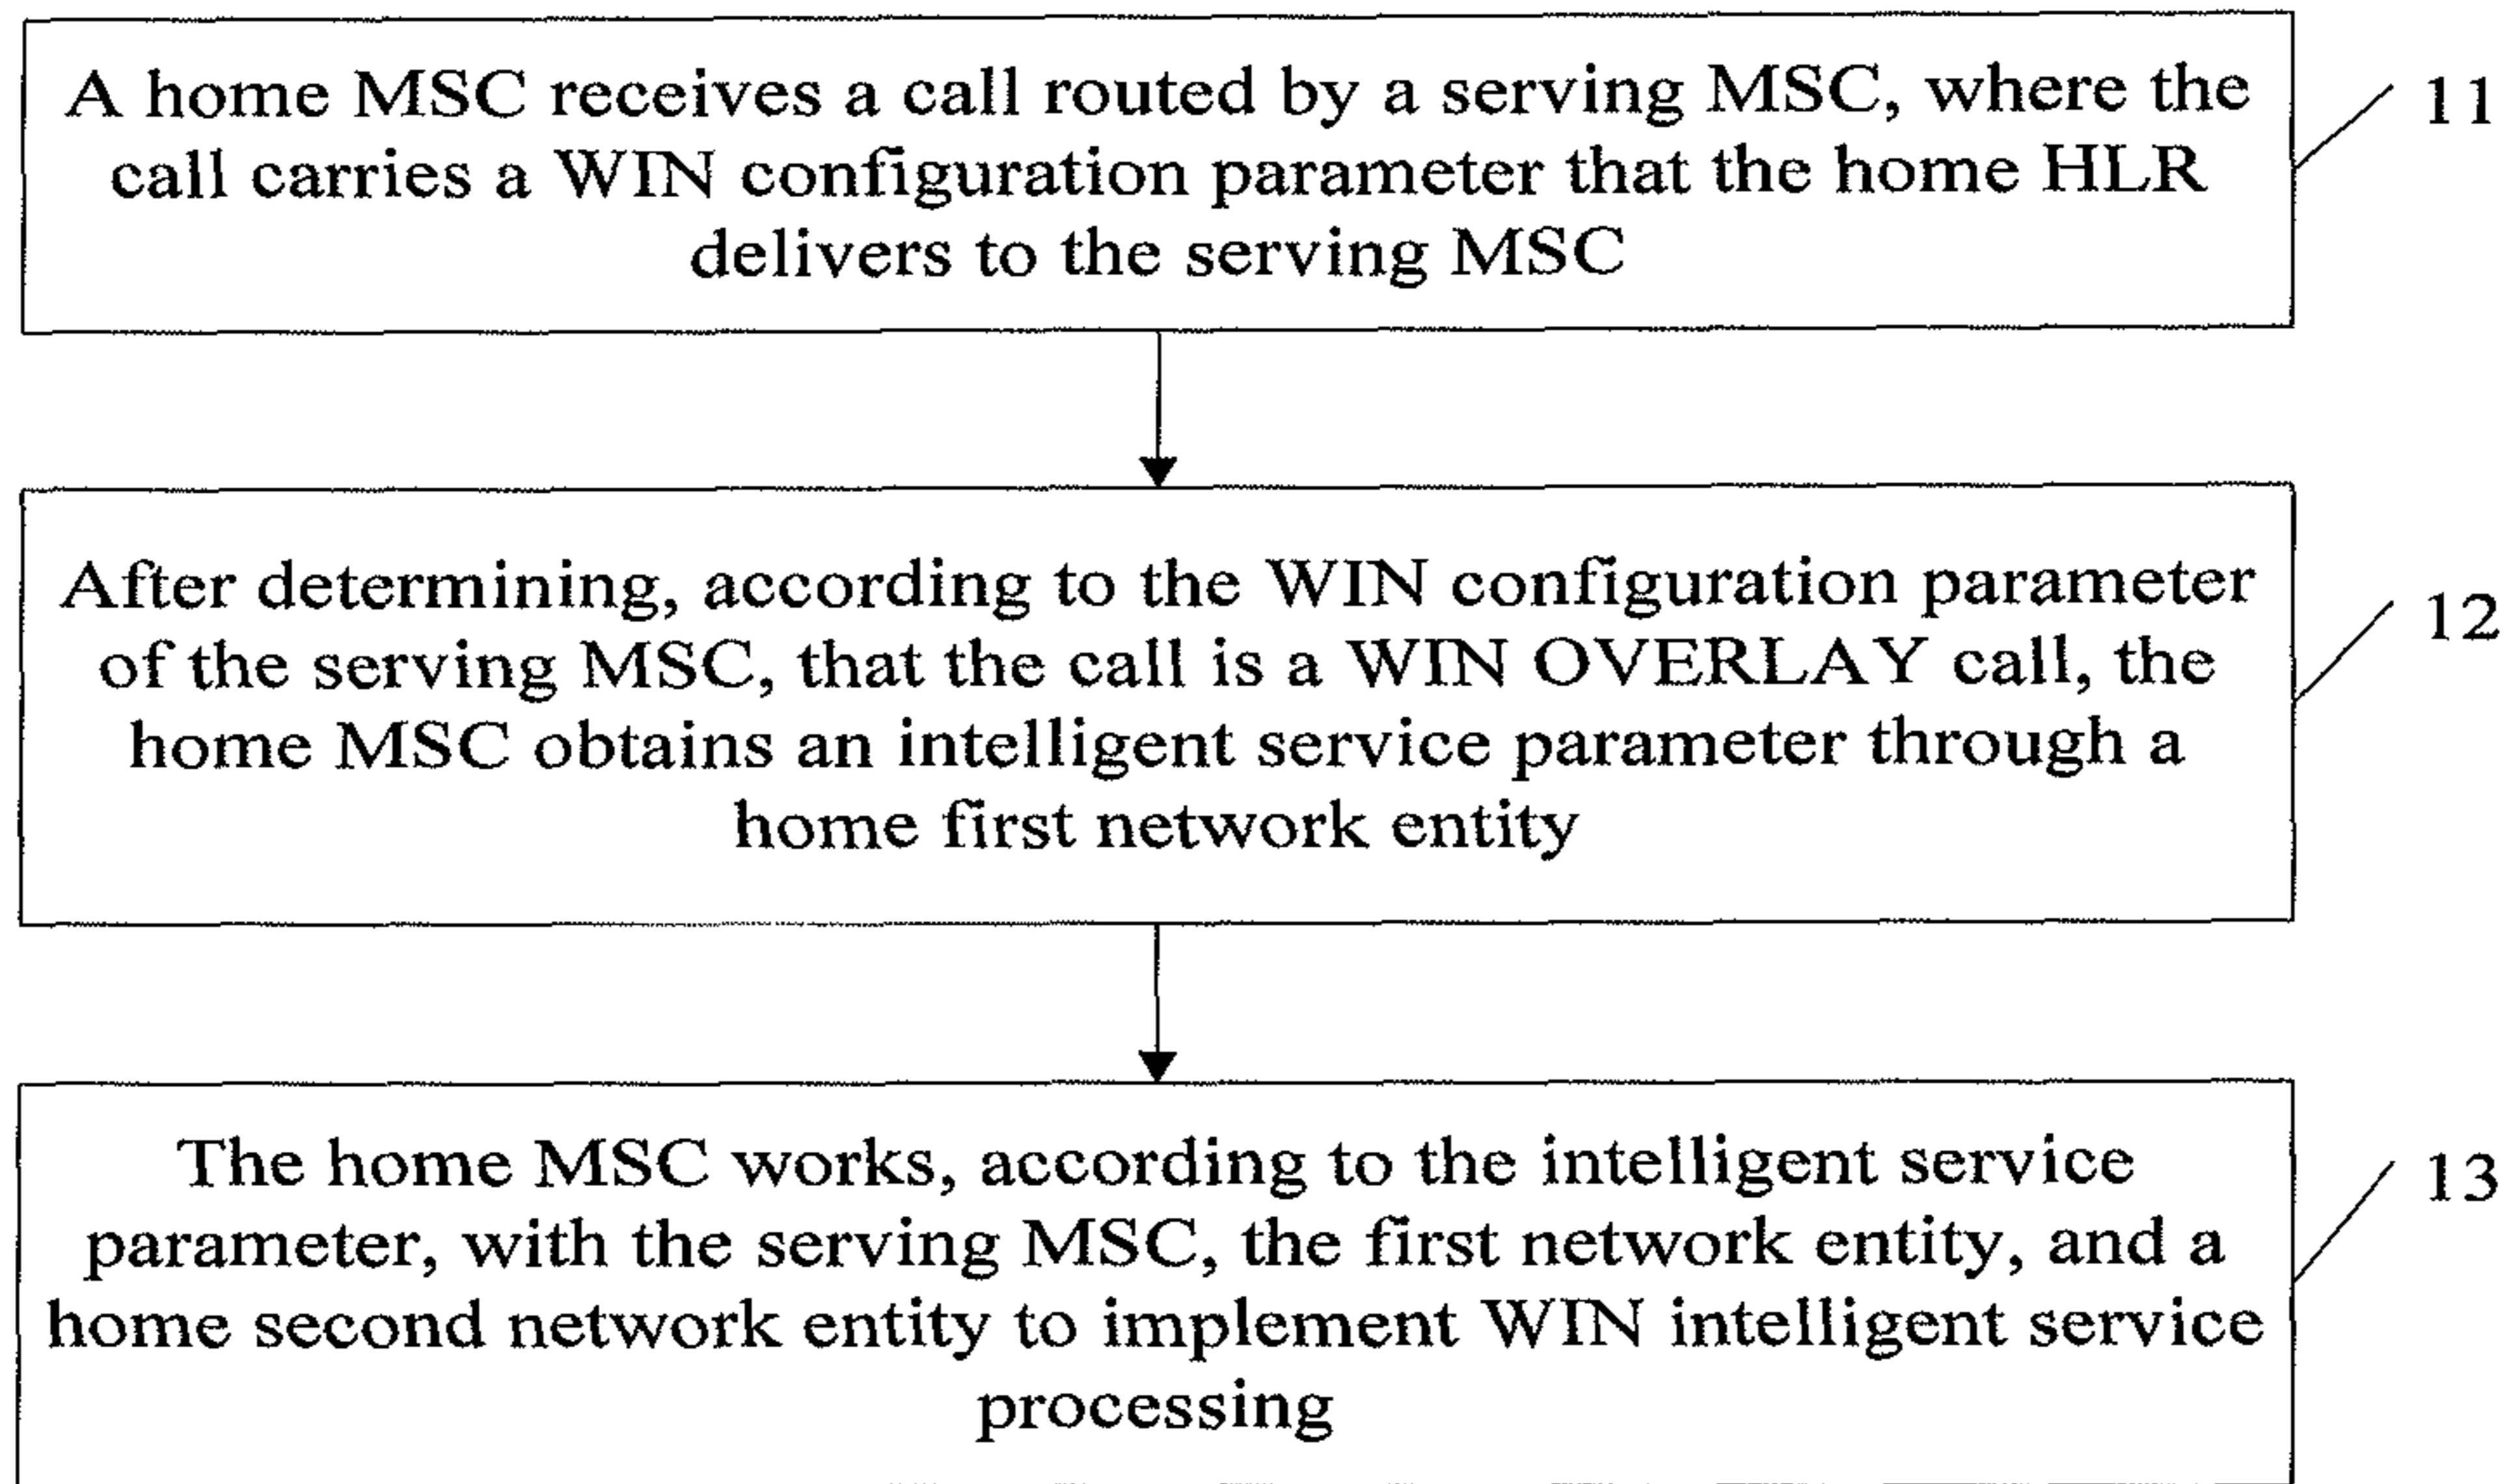 A home MSC receives a call routed by a serving MSC, where the
call carries a WIN configuration parameter that the home HLR
delivers to the serving MSC
11
After determining, according to the WIN configuration parameter
of the serving MSC, that the call is a WIN OVERLAY call, the
home MSC obtains an intelligent service parameter through a
home first network entity
12
The home MSC works, according to the intelligent service
parameter, with the serving MSC, the first network entity, and a
home second network entity to implement WIN intelligent service
processing
13